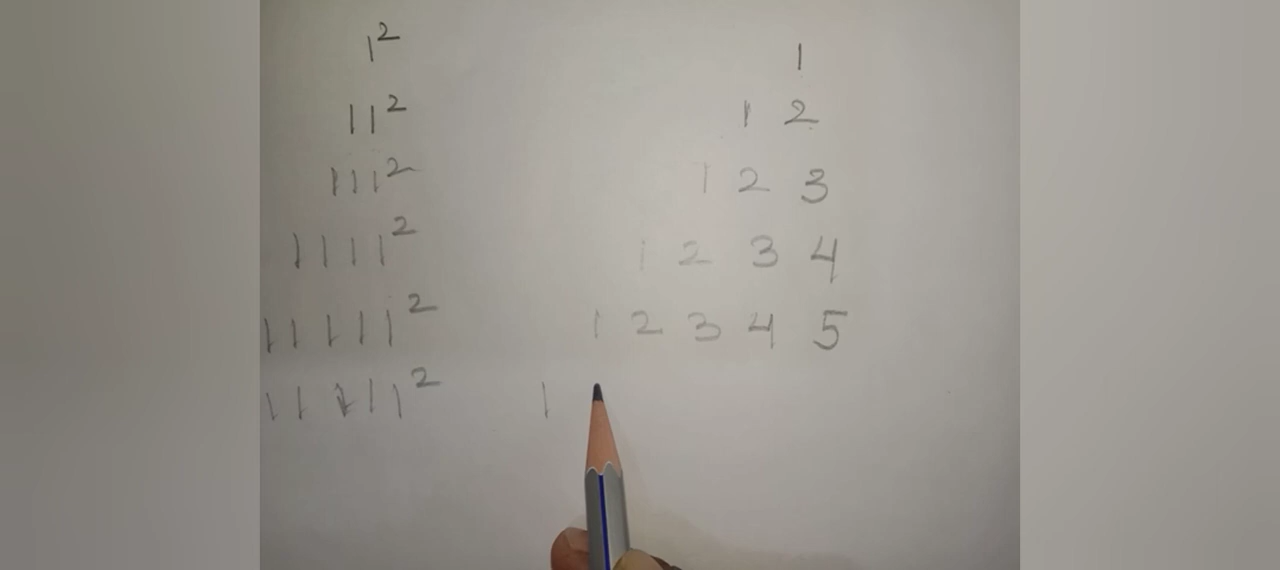 1² 1
11² 1 2
111² 1 2 3
1111² 1 2 3 4
11111² 1 2 3 4 5
11111² 1